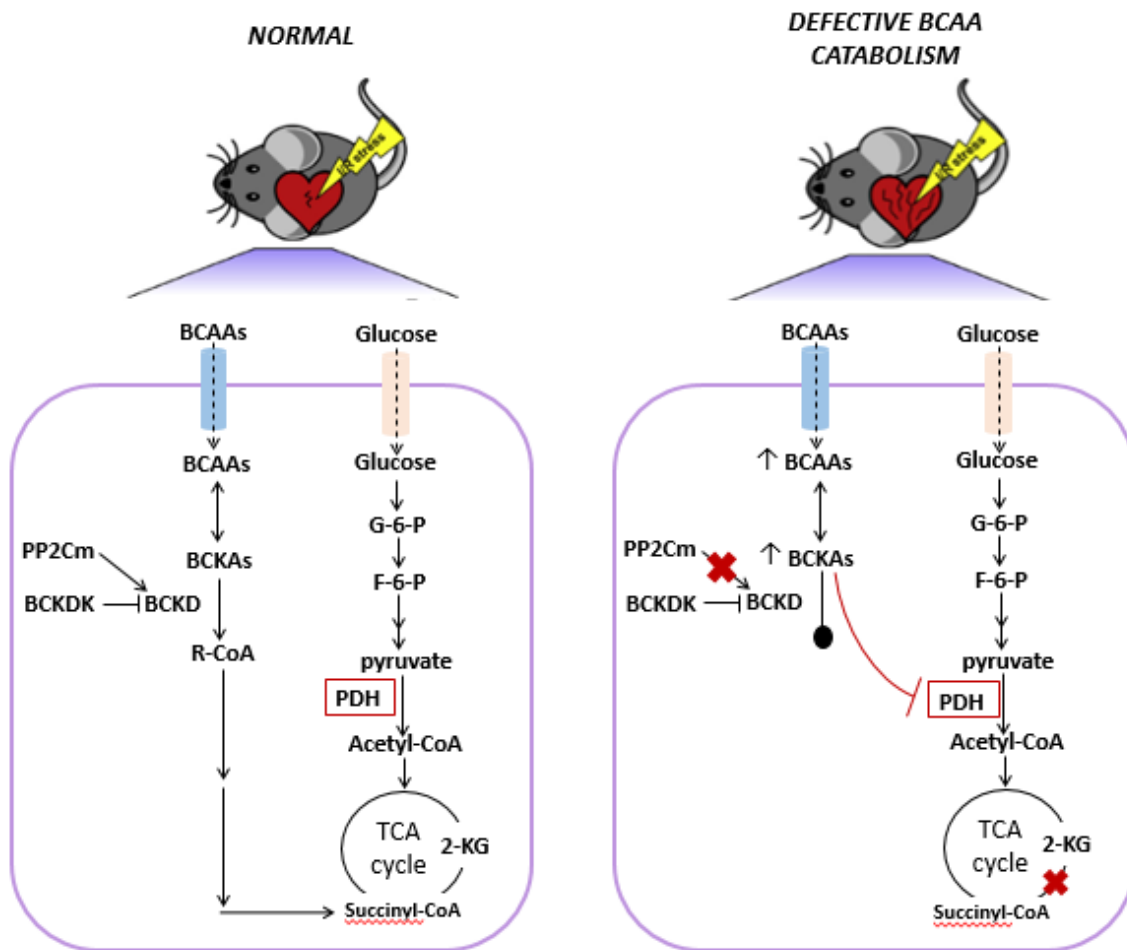 NORMAL
I/R stress
BCAAs
Glucose
BCAAs
Glucose
G-6-P
PP2Cm
BCKAs
F-6-P
BCKDK
BCKD
R-CoA
pyruvate
PDH
Acetyl-CoA
TCA
cycle
2-KG
Succinyl-CoA
DEFECTIVE BCAA
CATABOLISM
I/R stress
BCAAs
Glucose
↑ BCAAs
Glucose
G-6-P
PP2Cm
↑ BCKAs
F-6-P
BCKDK
BCKD
pyruvate
PDH
Acetyl-CoA
TCA
cycle
2-KG
Succinyl-CoA